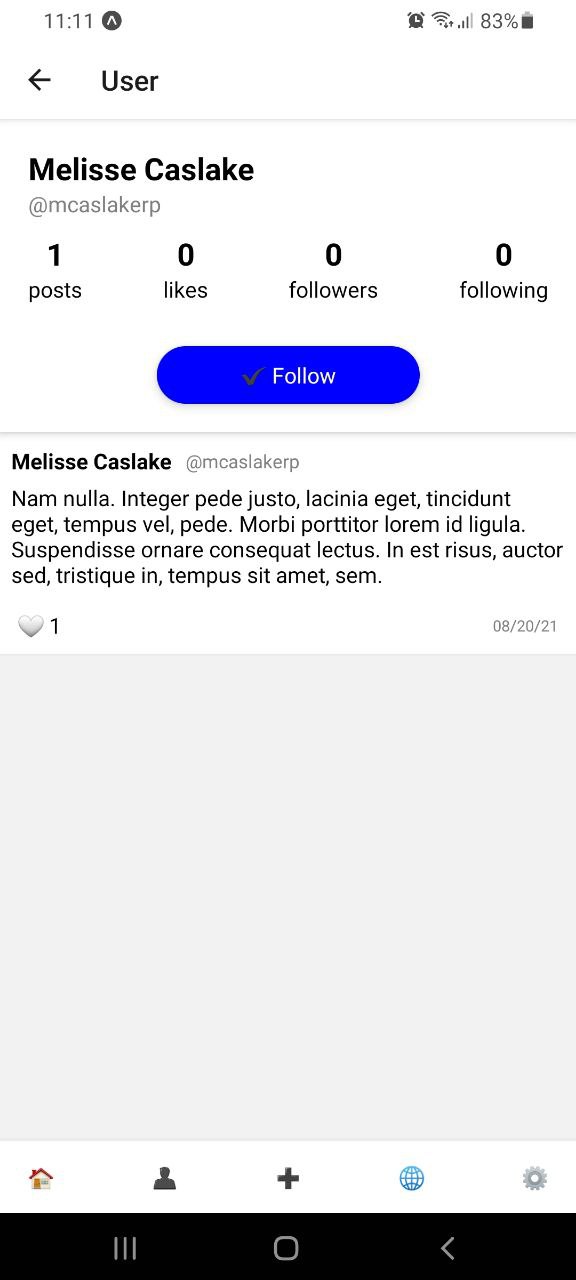 11:11
83%
User
Melisse Caslake
@mcaslakerp
1 0 0 0
posts likes followers following
Follow
Melisse Caslake @mcaslakerp
Nam nulla. Integer pede justo, lacinia eget, tincidunt
eget, tempus vel, pede. Morbi porttitor lorem id ligula.
Suspendisse ornare consequat lectus. In est risus, auctor
sed, tristique in, tempus sit amet, sem.
1 08/20/21